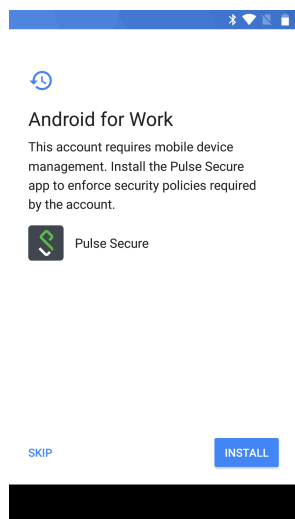 Android for Work
This account requires mobile device
management. Install the Pulse Secure
app to enforce security policies required
by the account.
Pulse Secure
SKIP
INSTALL